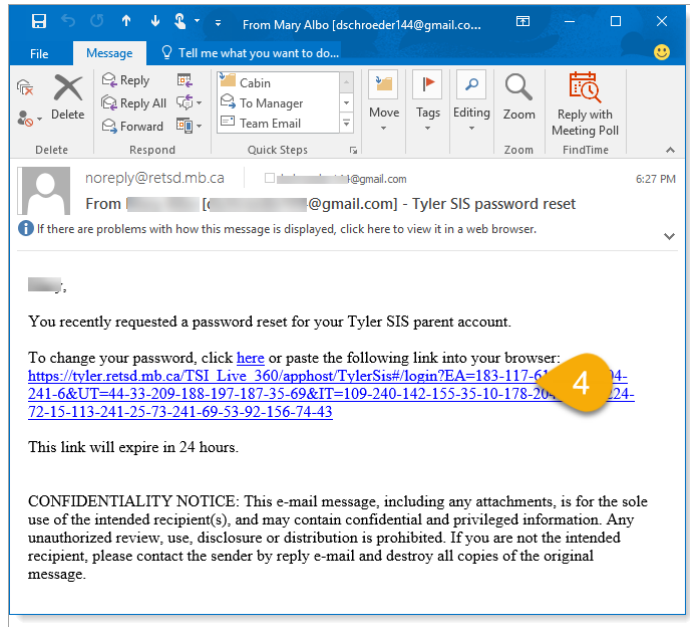 From Mary Albo [dschroeder144@gmai.co...
File Message Tell me what you want to do...
Delete
Reply
Reply All
Forward
Cabin
To Manager
Team Email
Move
Tags
Editing
Zoom
Reply with
Meeting Poll
Delete Respond Quick Steps Zoom FindTime
noreply@retsd.mb.ca @gmail.com 6:27 PM
From [ @gmail.com] - Tyler SIS password reset
If there are problems with how this message is displayed, click here to view it in a web browser.
,
You recently requested a password reset for your Tyler SIS parent account.
To change your password, click here or paste the following link into your browser:
https://tyler.retsd.mb.ca/TSI_Live_360/apphost/TylerSis#/login?EA=183-117-6 04-
241-6&UT=44-33-209-188-197-187-35-69&IT=109-240-142-155-35-10-178-20 224-
72-15-113-241-25-73-241-69-53-92-156-74-43
4
This link will expire in 24 hours.
CONFIDENTIALITY NOTICE: This e-mail message, including any attachments, is for the sole
use of the intended recipient(s), and may contain confidential and privileged information. Any
unauthorized review, use, disclosure or distribution is prohibited. If you are not the intended
recipient, please contact the sender by reply e-mail and destroy all copies of the original
message.